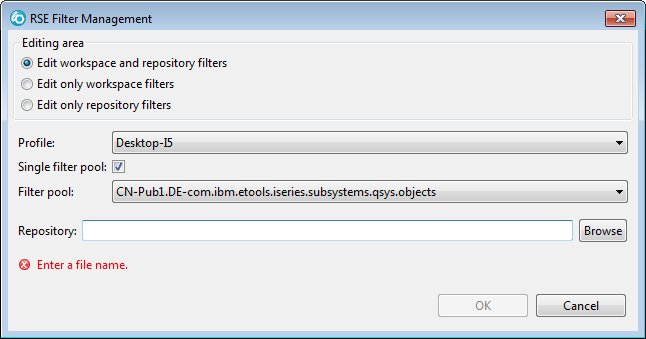 RSE Filter Management
Editing area
Edit workspace and repository filters
Edit only workspace filters
Edit only repository filters
Profile: Desktop-I5
Single filter pool:
Filter pool: CN-Pub1.DE-com.ibm.etools.iseries.subsystems.qsys.objects
Repository: Browse
Enter a file name.
OK Cancel